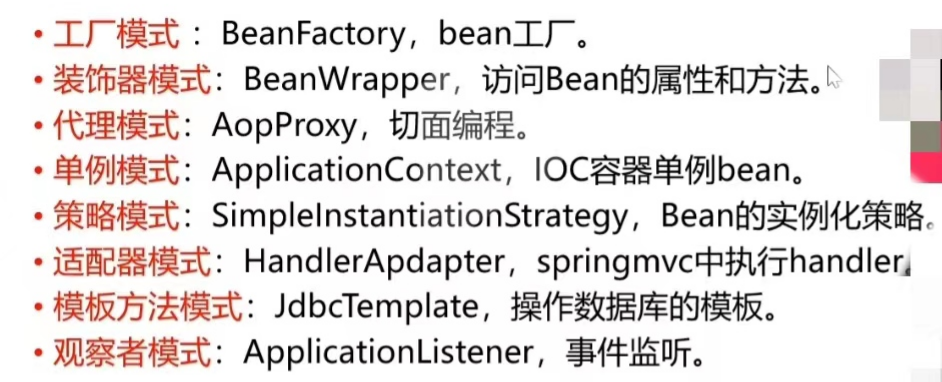 • 工厂模式 ：BeanFactory，bean工厂。
• 装饰器模式：BeanWrapper，访问Bean的属性和方法。
• 代理模式：AopProxy，切面编程。
• 单例模式：ApplicationContext，IOC容器单例bean。
• 策略模式：SimpleInstantiationStrategy，Bean的实例化策略。
• 适配器模式：HandlerApdapter，springmvc中执行handler。
• 模板方法模式：JdbcTemplate，操作数据库的模板。
• 观察者模式：ApplicationListener，事件监听。